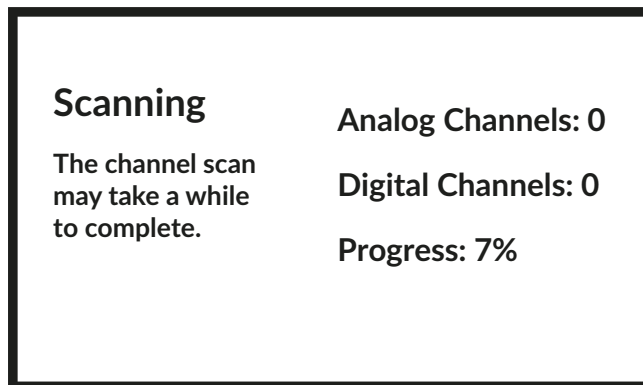 Scanning
The channel scan
may take a while
to complete.
Analog Channels: 0
Digital Channels: 0
Progress: 7%